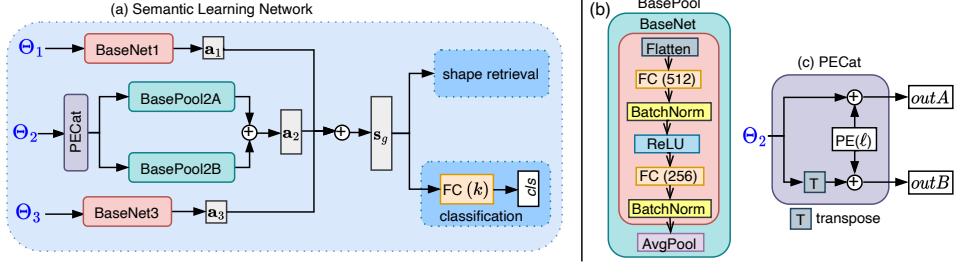 (a) Semantic Learning Network
Θ₁
BaseNet1
a₁
Θ₂
PECat
BasePool2A
BasePool2B
+
a₂
Θ₃
BaseNet3
a₃
+
s_g
shape retrieval
FC (k)
cls
classification
(b)
BasePool
BaseNet
Flatten
FC (512)
BatchNorm
ReLU
FC (256)
BatchNorm
AvgPool
(c) PECat
Θ₂
+
PE(ℓ)
T
+
outA
outB
T transpose